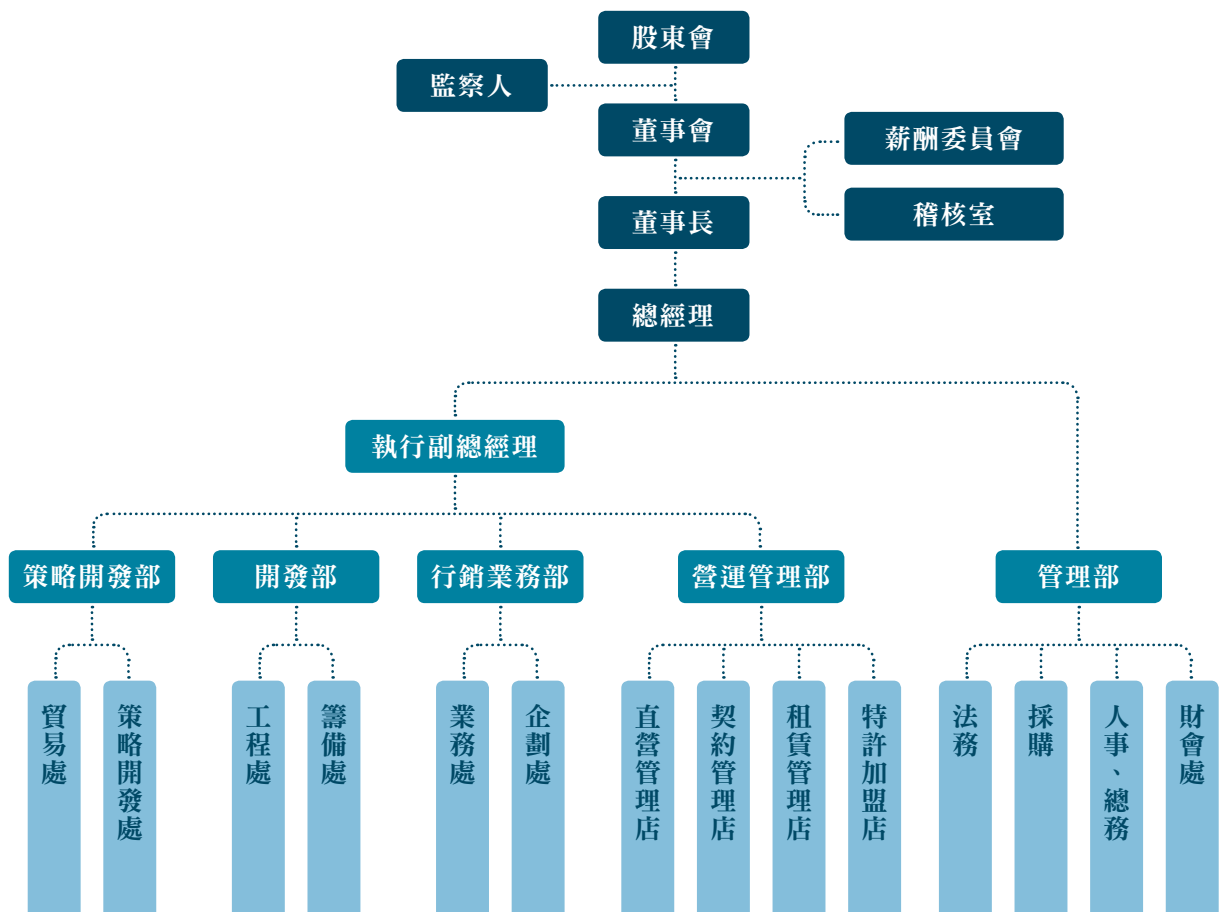 股東會
監察人
董事會
薪酬委員會
董事長
稽核室
總經理
執行副總經理
策略開發部
開發部
行銷業務部
營運管理部
管理部
貿易處
策略開發處
工程處
籌備處
業務處
企劃處
直營管理店
契約管理店
租賃管理店
特許加盟店
法務
採購
人事、總務
財會處